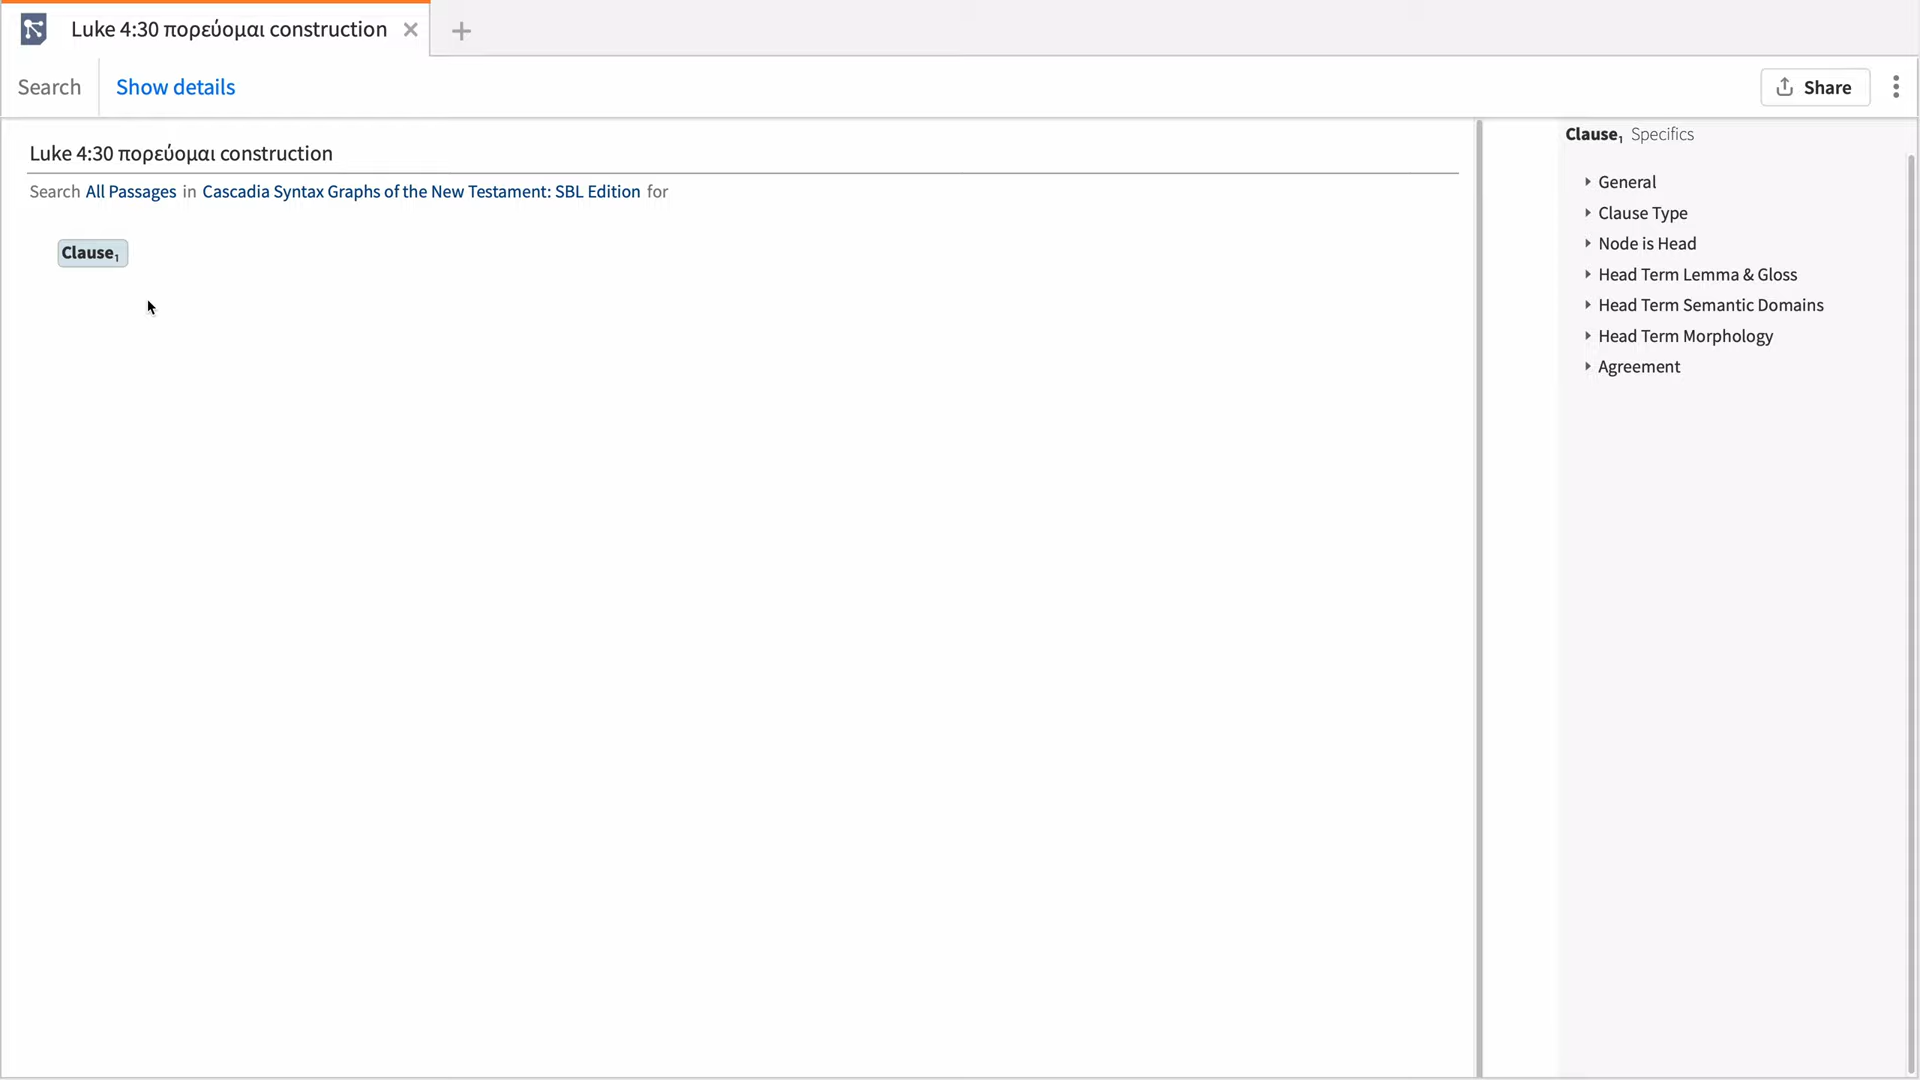 Luke 4:30 πορεύομαι construction
Search Show details Share
Luke 4:30 πορεύομαι construction
Search All Passages in Cascadia Syntax Graphs of the New Testament: SBL Edition for
Clause1
Clause1 Specifics
General
Clause Type
Node is Head
Head Term Lemma & Gloss
Head Term Semantic Domains
Head Term Morphology
Agreement